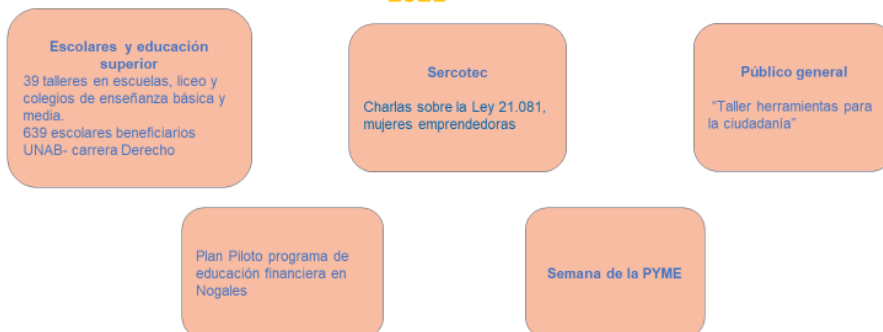 Escolares y educación
superior
39 talleres en escuelas, liceo y
colegios de enseñanza básica y
media.
639 escolares beneficiarios
UNAB- carrera Derecho
Sercotec
Charlas sobre la Ley 21.081,
mujeres emprendedoras
Público general
“Taller herramientas para
la ciudadanía”
Plan Piloto programa de
educación financiera en
Nogales
Semana de la PYME